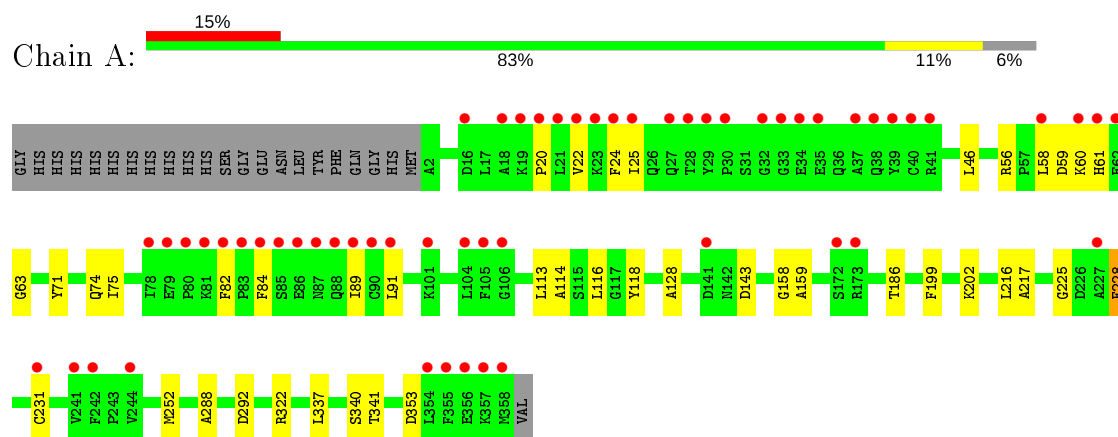 15%
Chain A:
83% 11% 6%
GLY HIS HIS HIS HIS HIS HIS HIS HIS HIS HIS SER GLY GLU ASN LEU TYR PHE GLN GLY HIS MET A2 D16 L17 A18 K19 P20 L21 V22 K23 F24 I25 Q26 Q27 T28 Y29 P30 S31 G32 G33 E34 E35 Q36 A37 Q38 Y39 C40 R41 L46 R56 P57 L58 D59 K60 H61
G63 Y71 Q74 I75 I78 E79 P80 K81 F82 P83 F84 S85 E86 N87 Q88 I89 C90 L91 K101 L104 F105 G106 L113 A114 S115 L116 G117 Y118 A128 D141 N142 D143 G158 A159 S172 R173 T186 F199 K202 L216 A217 G225 D226 A227
C231 V241 F242 P243 V244 M252 A288 D292 R322 L337 S340 T341 D353 L354 F355 E356 K357 M358 VAL